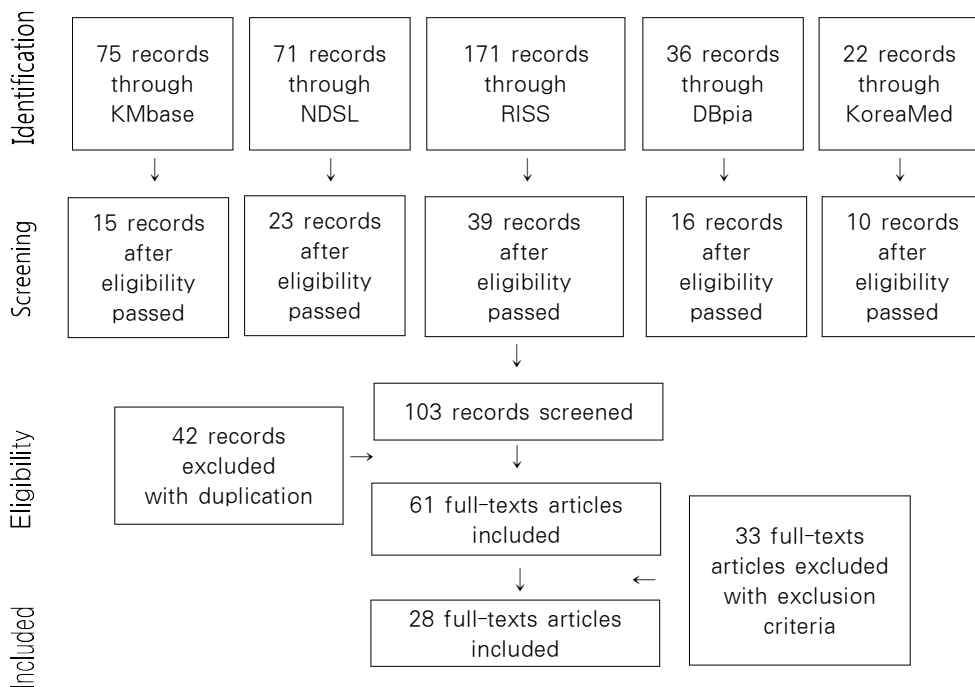 Identification
75 records
through
KMbase
71 records
through
NDSL
171 records
through
RISS
36 records
through
DBpia
22 records
through
KoreaMed
Screening
15 records
after
eligibility
passed
23 records
after
eligibility
passed
39 records
after
eligibility
passed
16 records
after
eligibility
passed
10 records
after
eligibility
passed
Eligibility
103 records screened
42 records
excluded
with duplication
61 full-texts articles
included
33 full-texts
articles excluded
with exclusion
criteria
Included
28 full-texts articles
included